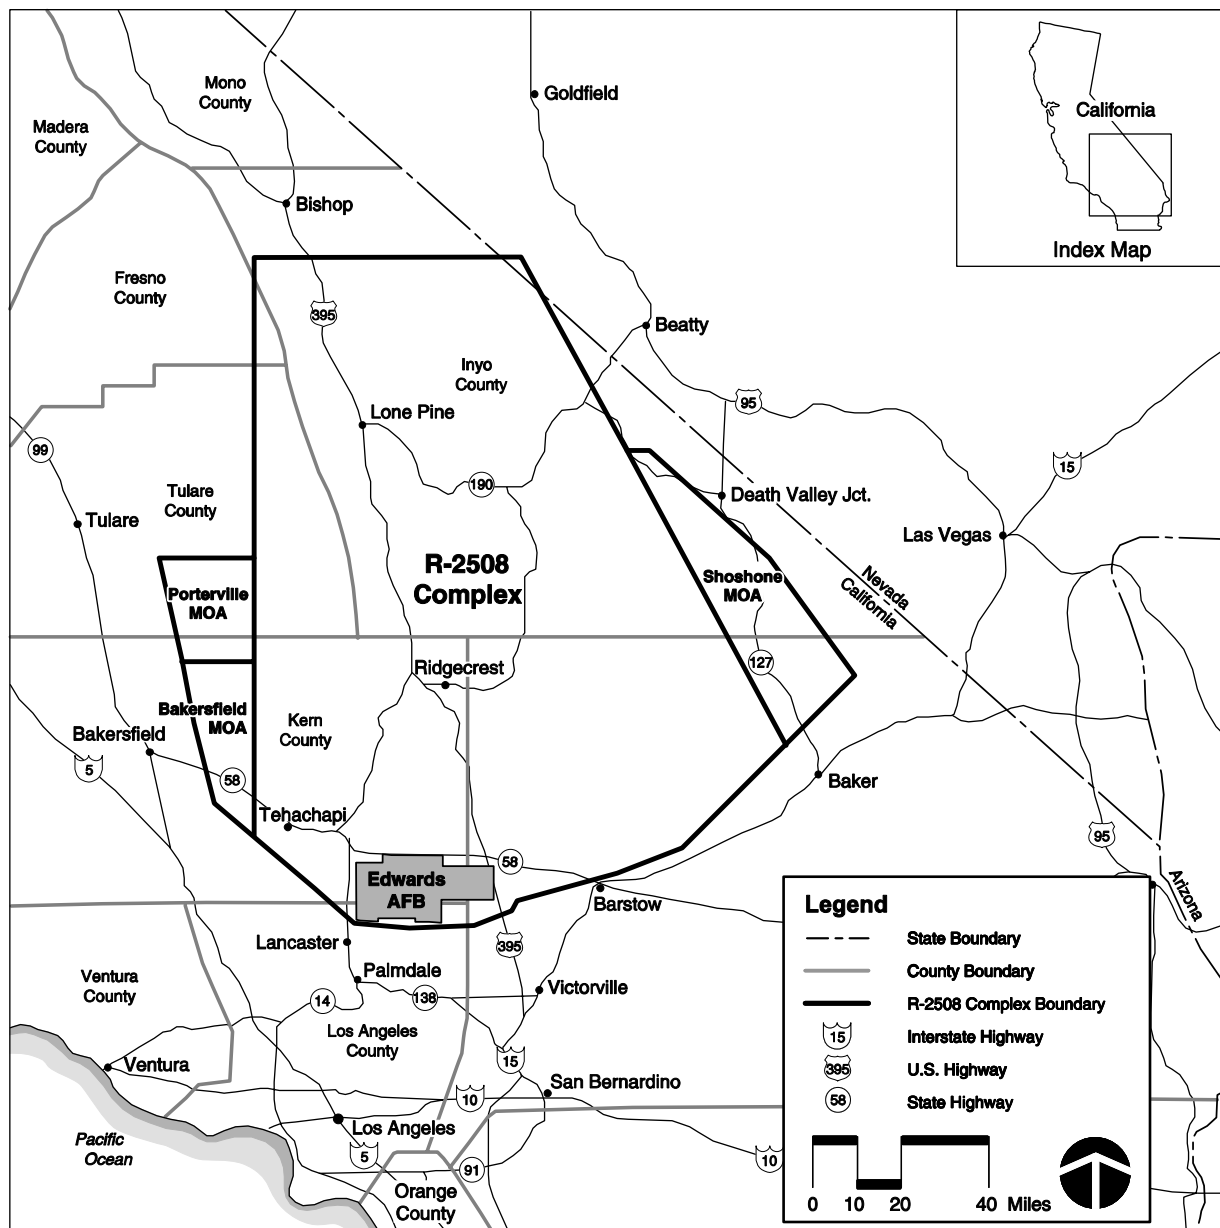 Mono
County
Goldfield
Madera
County
California
Bishop
Index Map
Fresno
County
395
Beatty
Inyo
County
Lone Pine
95
99
15
190
Tulare
County
Death Valley Jct.
Tulare
Las Vegas
R-2508
Complex
Shoshone
MOA
Nevada
California
Porterville
MOA
127
Ridgecrest
Bakersfield
MOA
Kern
County
Bakersfield
5
58
Baker
Tehachapi
95
58
Edwards
AFB
Barstow
Arizona
Lancaster
395
Palmdale
Ventura
County
14
138
Victorville
Los Angeles
County
15
Ventura
San Bernardino
10
Los Angeles
Pacific
Ocean
5
91
10
Orange
County
Legend
State Boundary
County Boundary
R-2508 Complex Boundary
15 Interstate Highway
395 U.S. Highway
58 State Highway
0 10 20 40 Miles